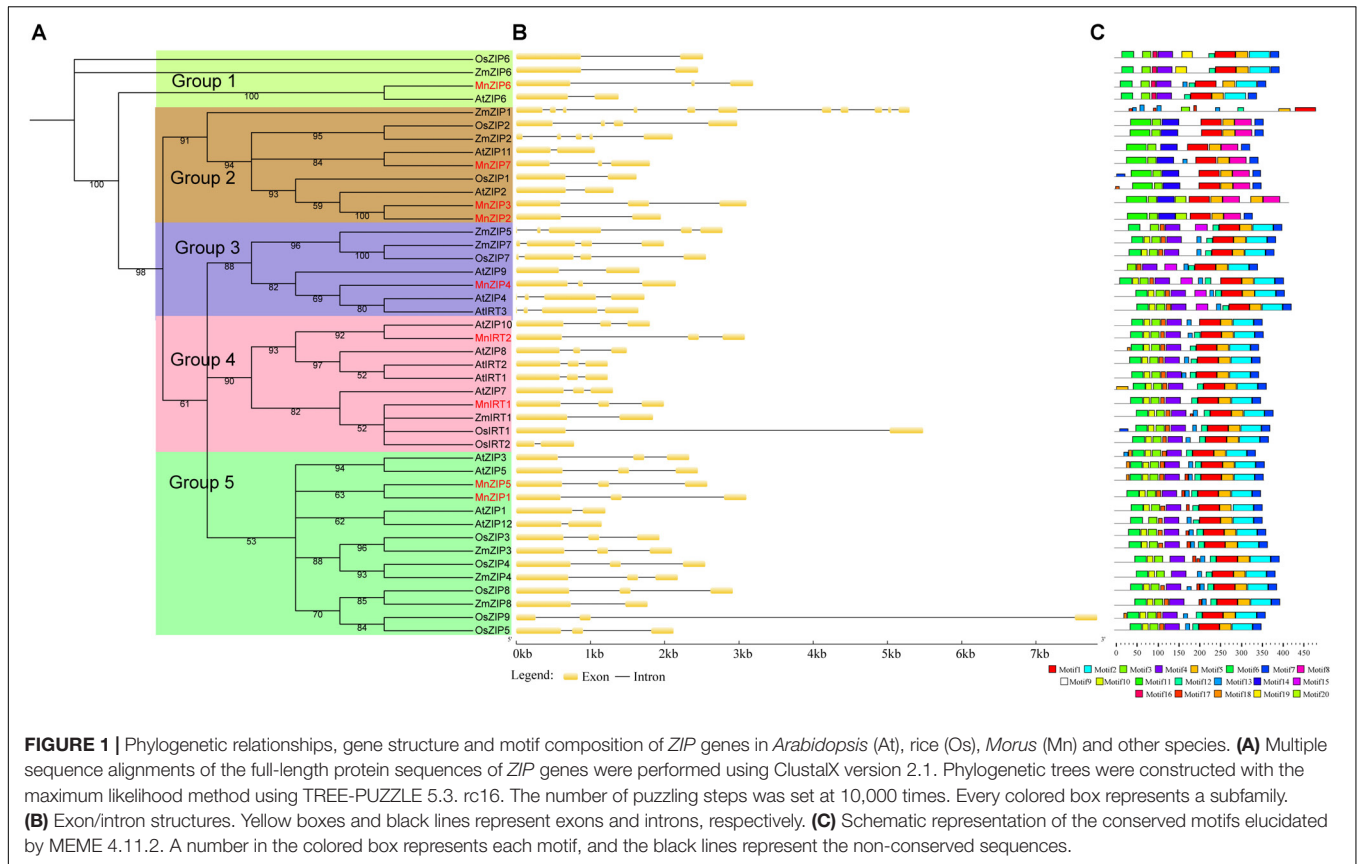 A
B
C
Group 1
Group 2
Group 3
Group 4
Group 5
OsZIP6
ZmZIP6
MnZIP6
AtZIP6
ZmZIP1
OsZIP2
ZmZIP2
AtZIP11
MnZIP7
OsZIP1
AtZIP2
MnZIP3
MnZIP2
ZmZIP5
ZmZIP7
OsZIP7
AtZIP9
MnZIP4
AtZIP4
AtIRT3
AtZIP10
MnIRT2
AtZIP8
AtIRT2
AtIRT1
AtZIP7
MnIRT1
ZmIRT1
OsIRT1
OsIRT2
AtZIP3
AtZIP5
MnZIP5
MnZIP1
AtZIP1
AtZIP12
OsZIP3
ZmZIP3
OsZIP4
ZmZIP4
OsZIP8
ZmZIP8
OsZIP9
OsZIP5
100
100
98
91
94
95
84
93
59
100
61
88
96
100
82
69
80
90
93
92
97
52
82
52
53
94
63
62
88
96
93
70
85
84
5' 3'
0kb 1kb 2kb 3kb 4kb 5kb 6kb 7kb
Legend: Exon Intron
0 50 100 150 200 250 300 350 400 450
Motif1 Motif2 Motif3 Motif4 Motif5 Motif6 Motif7 Motif8
Motif9 Motif10 Motif11 Motif12 Motif13 Motif14 Motif15
Motif16 Motif17 Motif18 Motif19 Motif20
FIGURE 1 | Phylogenetic relationships, gene structure and motif composition of ZIP genes in Arabidopsis (At), rice (Os), Morus (Mn) and other species. (A) Multiple
sequence alignments of the full-length protein sequences of ZIP genes were performed using ClustalX version 2.1. Phylogenetic trees were constructed with the
maximum likelihood method using TREE-PUZZLE 5.3. rc16. The number of puzzling steps was set at 10,000 times. Every colored box represents a subfamily.
(B) Exon/intron structures. Yellow boxes and black lines represent exons and introns, respectively. (C) Schematic representation of the conserved motifs elucidated
by MEME 4.11.2. A number in the colored box represents each motif, and the black lines represent the non-conserved sequences.